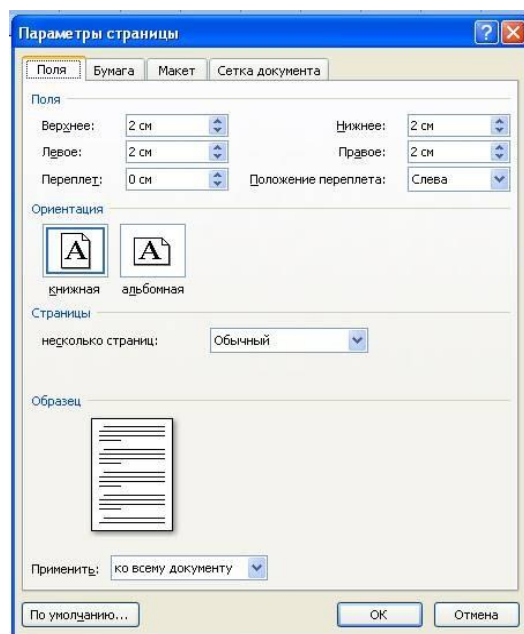 Параметры страницы
Поля Бумага Макет Сетка документа
Поля
Верхнее: 2 см Нижнее: 2 см
Левое: 2 см Правое: 2 см
Переплет: 0 см Положение переплета: Слева
Ориентация
A A
книжная альбомная
Страницы
несколько страниц: Обычный
Образец
Применить: ко всему документу
По умолчанию... ОК Отмена